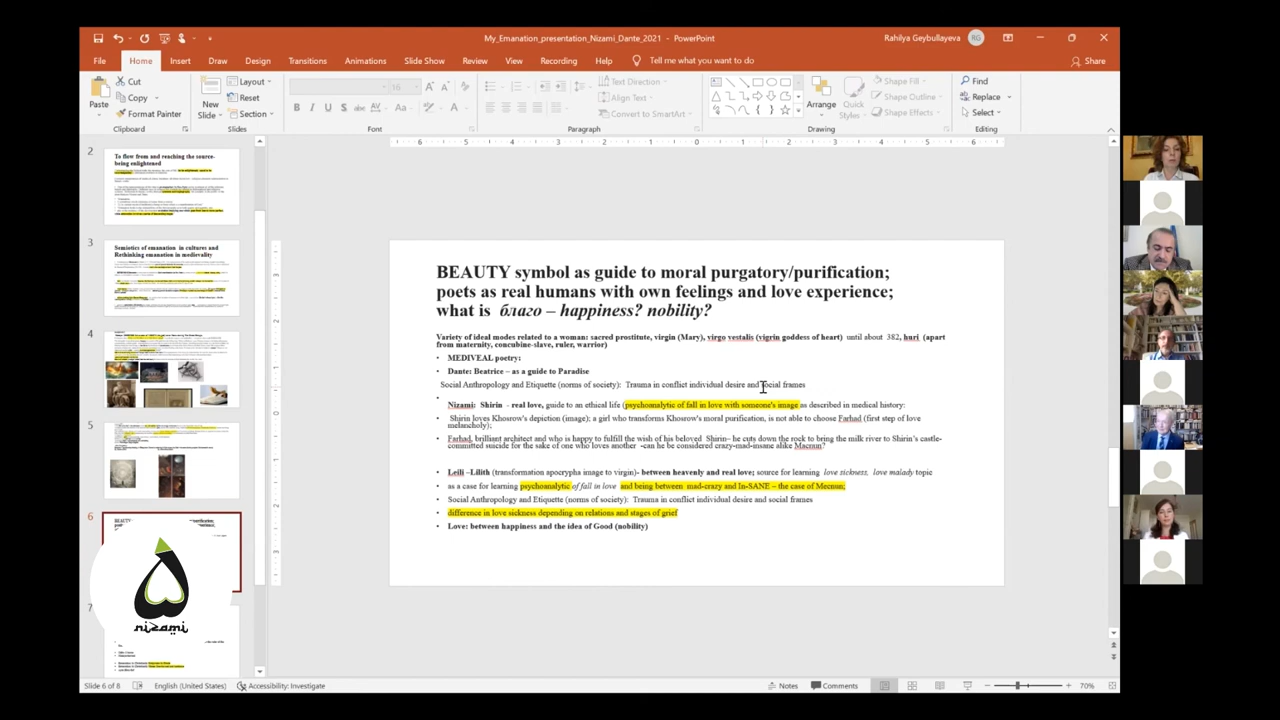 My_Emanation_presentation_Nizami_Dante_2021 - PowerPoint
Rahilya Geybullayeva
RG
File Home Insert Draw Design Transitions Animations Slide Show Review View Recording Help Tell me what you want to do
Share
Paste
Cut
Copy
Format Painter
Clipboard
New
Slide
Layout
Reset
Section
Slides
16
Font
Text Direction
Align Text
Convert to SmartArt
Paragraph
Arrange
Quick
Styles
Shape Fill
Shape Outline
Shape Effects
Drawing
Find
Replace
Select
Editing
2
To flow from and reaching the source-
being enlightened
3
Semiotics of emanation in cultures and
Rethinking emanation in medievality
4
5
6
7
nizami
BEAUTY symbol as guide to moral purgatory/purification;
poets as real humans with own feelings and love experience;
what is благо – happiness? nobility?
Variety of ideal modes related to a woman: sacred prostitute, virgin (Mary), virgo vestalis (vigrin goddess of heart) until about 382, huri (apart
from maternity, concubine-slave, ruler, warrior)
• MEDIVEAL poetry:
• Dante: Beatrice – as a guide to Paradise
Social Anthropology and Etiquette (norms of society): Trauma in conflict individual desire and social frames
• Nizami: Shirin - real love, guide to an ethical life (psychoanalytic of fall in love with someone's image as described in medical history:
• Shirin loves Khosrow's depiction (image); a girl who transforms Khosrow's moral purification, is not able to choose Farhad (first step of love
melancholy);
• Farhad, brilliant architect and who is happy to fulfill the wish of his beloved Shirin– he cuts down the rock to bring the milk river to Shirin's castle-
committed suicide for the sake of one who loves another -can he be considered crazy-mad-insane alike Macnun?
• Leili –Lilith (transformation apocrypha image to virgin)- between heavenly and real love; source for learning love sickness, love malady topic
• as a case for learning psychoanalytic of fall in love and being between mad-crazy and In-SANE – the case of Mecnun;
• Social Anthropology and Etiquette (norms of society): Trauma in conflict individual desire and social frames
• difference in love sickness depending on relations and stages of grief
• Love: between happiness and the idea of Good (nobility)
Slide 6 of 8
English (United States)
Accessibility: Investigate
Notes
Comments
70%